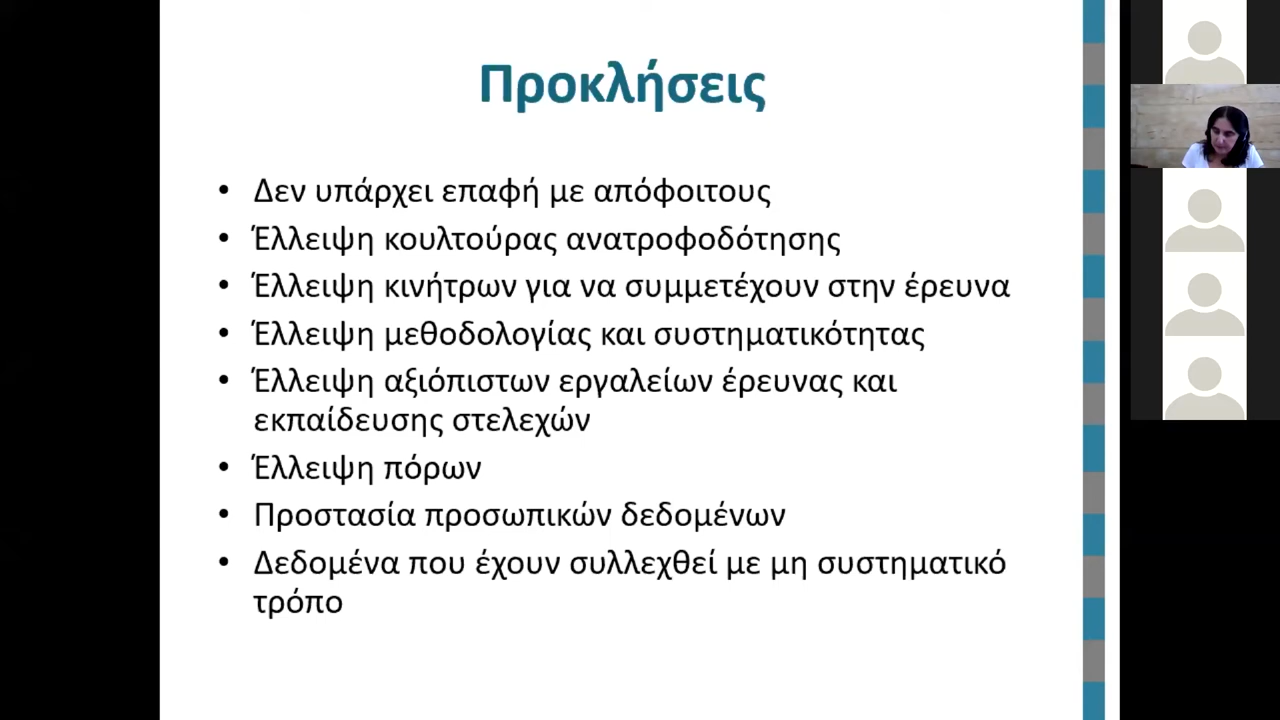 Προκλήσεις
• Δεν υπάρχει επαφή με απόφοιτους
• Έλλειψη κουλτούρας ανατροφοδότησης
• Έλλειψη κινήτρων για να συμμετέχουν στην έρευνα
• Έλλειψη μεθοδολογίας και συστηματικότητας
• Έλλειψη αξιόπιστων εργαλείων έρευνας και
εκπαίδευσης στελεχών
• Έλλειψη πόρων
• Προστασία προσωπικών δεδομένων
• Δεδομένα που έχουν συλλεχθεί με μη συστηματικό
τρόπο